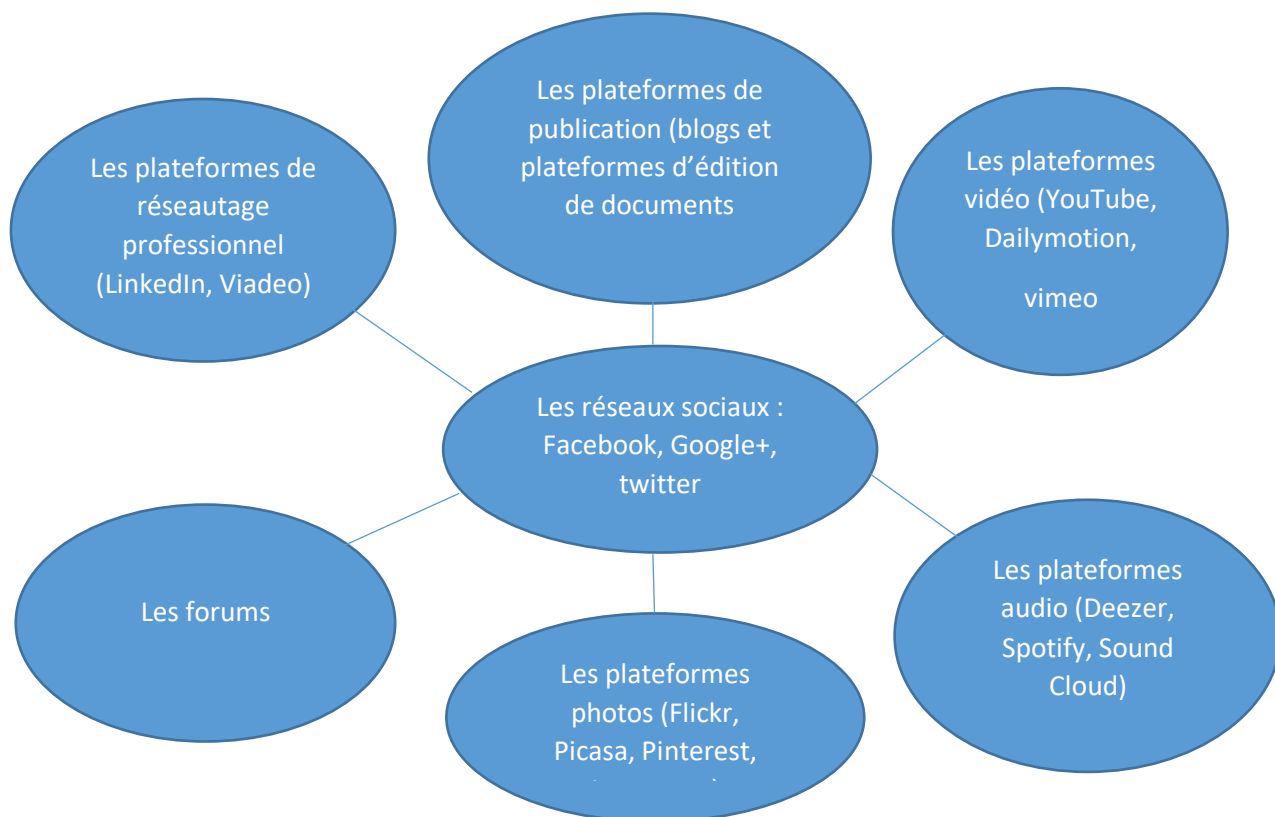 Les plateformes de
publication (blogs et
plateformes d'édition
de documents
Les plateformes de
réseautage
professionnel
(LinkedIn, Viadeo)
Les plateformes
vidéo (YouTube,
Dailymotion,
vimeo
Les réseaux sociaux :
Facebook, Google+,
twitter
Les forums
Les plateformes
audio (Deezer,
Spotify, Sound
Cloud)
Les plateformes
photos (Flickr,
Picasa, Pinterest,